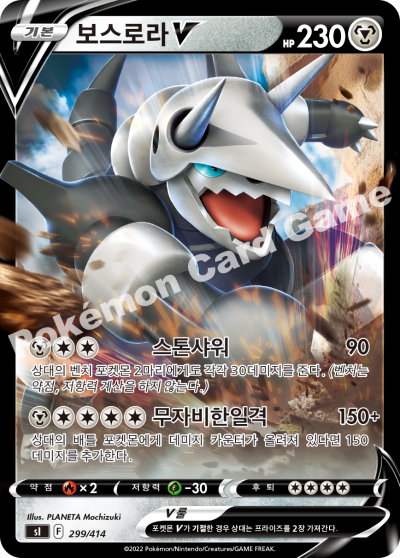 기본 보스로라V HP 230
Pokémon Card Game
스톤샤워 90
상대의 벤치 포켓몬 2마리에게도 각각 30데미지를 준다. (벤치는
약점, 저항력 계산을 하지 않는다.)
무자비한일격 150+
상대의 배틀 포켓몬에게 데미지 카운터가 올려져 있다면 150
데미지를 추가한다.
약점 ×2 저항력 -30 후퇴
Illus. PLANETA Mochizuki
sI F 299/414
V 룰
포켓몬 V가 기절한 경우 상대는 프라이즈를 2장 가져간다.
©2022 Pokémon/Nintendo/Creatures/GAME FREAK.